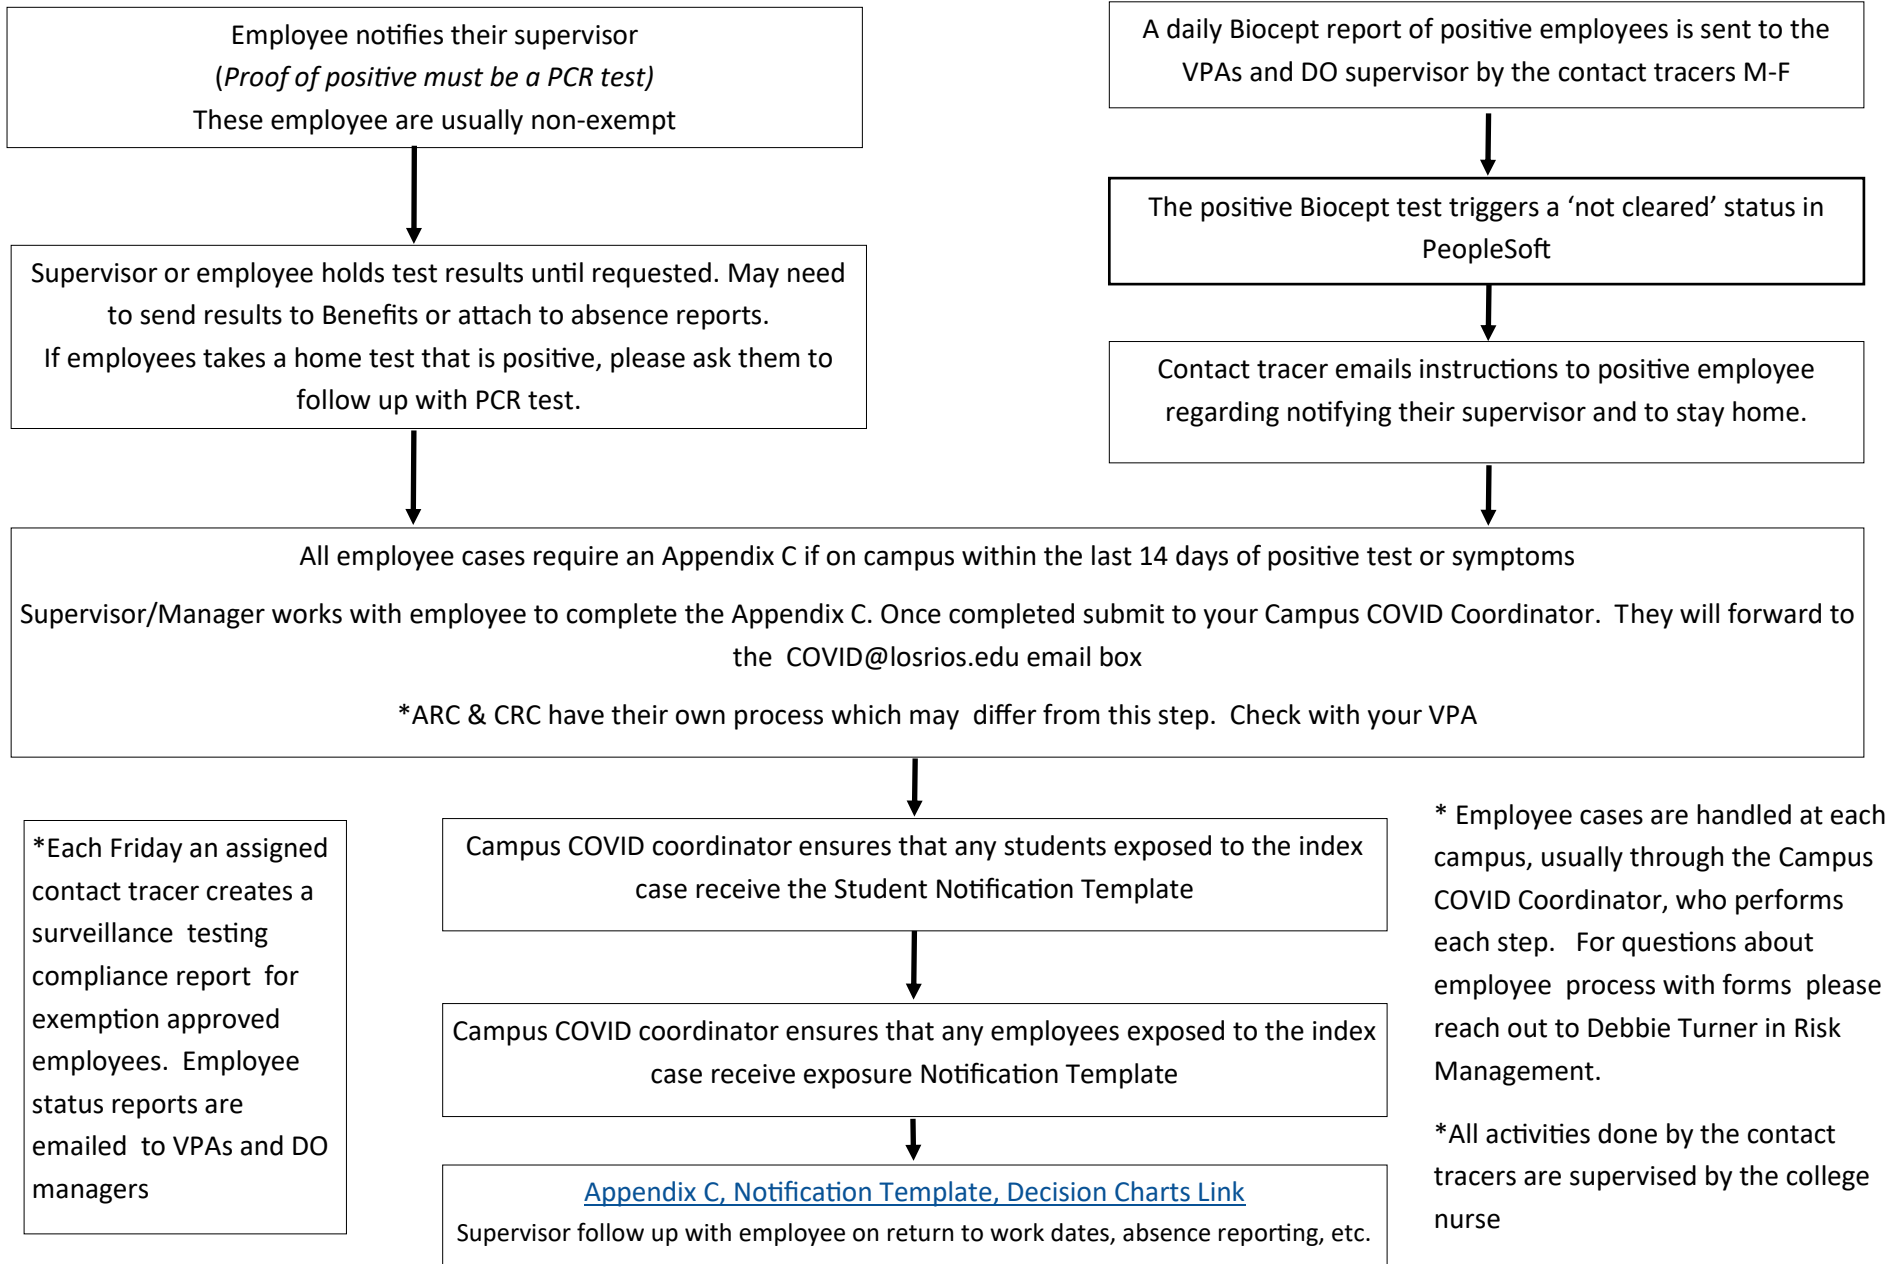 Employee notifies their supervisor
(Proof of positive must be a PCR test)
These employee are usually non-exempt
A daily Biocept report of positive employees is sent to the
VPAs and DO supervisor by the contact tracers M-F
Supervisor or employee holds test results until requested. May need
to send results to Benefits or attach to absence reports.
If employees takes a home test that is positive, please ask them to
follow up with PCR test.
The positive Biocept test triggers a ‘not cleared’ status in
PeopleSoft
Contact tracer emails instructions to positive employee
regarding notifying their supervisor and to stay home.
All employee cases require an Appendix C if on campus within the last 14 days of positive test or symptoms
Supervisor/Manager works with employee to complete the Appendix C. Once completed submit to your Campus COVID Coordinator.  They will forward to
the  COVID@losrios.edu email box
*ARC & CRC have their own process which may  differ from this step.  Check with your VPA
*Each Friday an assigned
contact tracer creates a
surveillance  testing
compliance report  for
exemption approved
employees.  Employee
status reports are
emailed  to VPAs and DO
managers
Campus COVID coordinator ensures that any students exposed to the index
case receive the Student Notification Template
Campus COVID coordinator ensures that any employees exposed to the index
case receive exposure Notification Template
Appendix C, Notification Template, Decision Charts Link
Supervisor follow up with employee on return to work dates, absence reporting, etc.
* Employee cases are handled at each
campus, usually through the Campus
COVID Coordinator, who performs
each step.   For questions about
employee  process with forms  please
reach out to Debbie Turner in Risk
Management.
*All activities done by the contact
tracers are supervised by the college
nurse